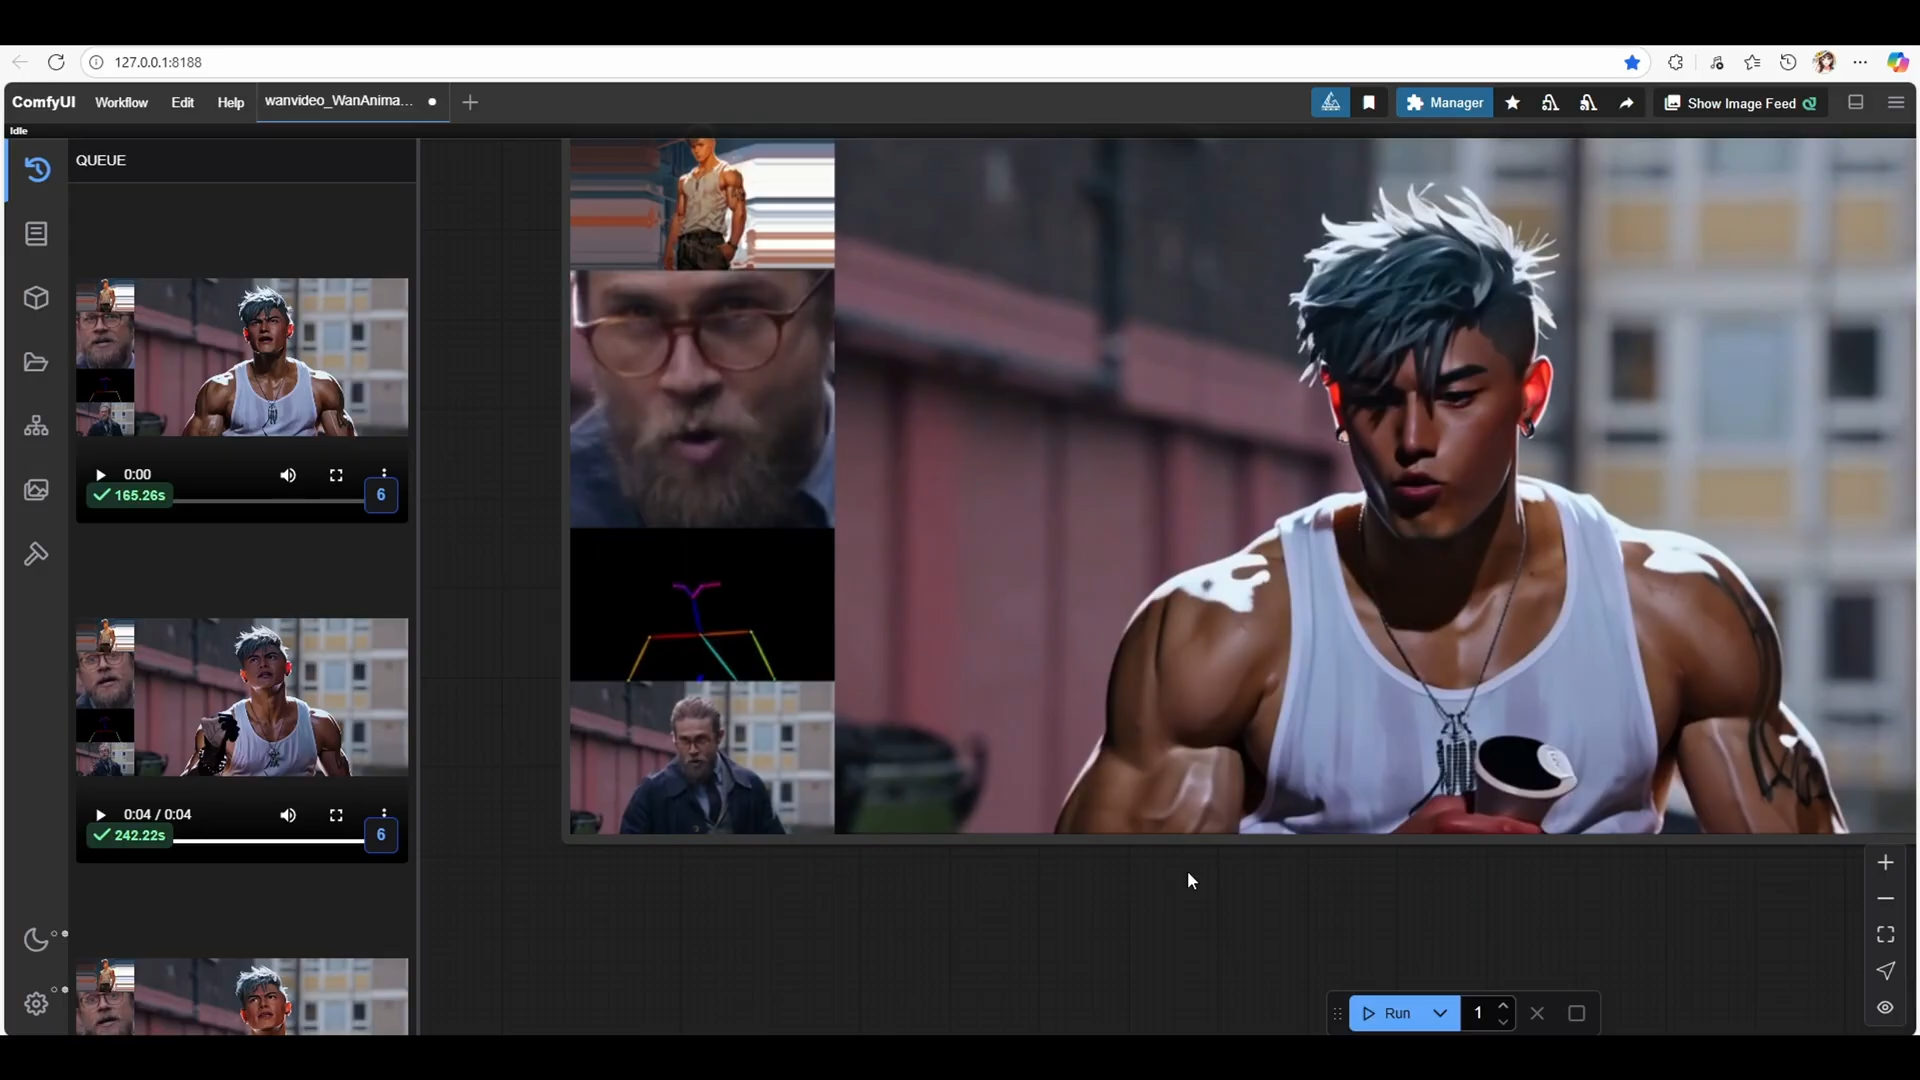 127.0.0.1:8188
ComfyUI
Workflow
Edit
Help
wanvideo_WanAnima...
Manager
Show Image Feed
Idle
QUEUE
0:00
165.26s
6
0:04 / 0:04
242.22s
6
Run
1